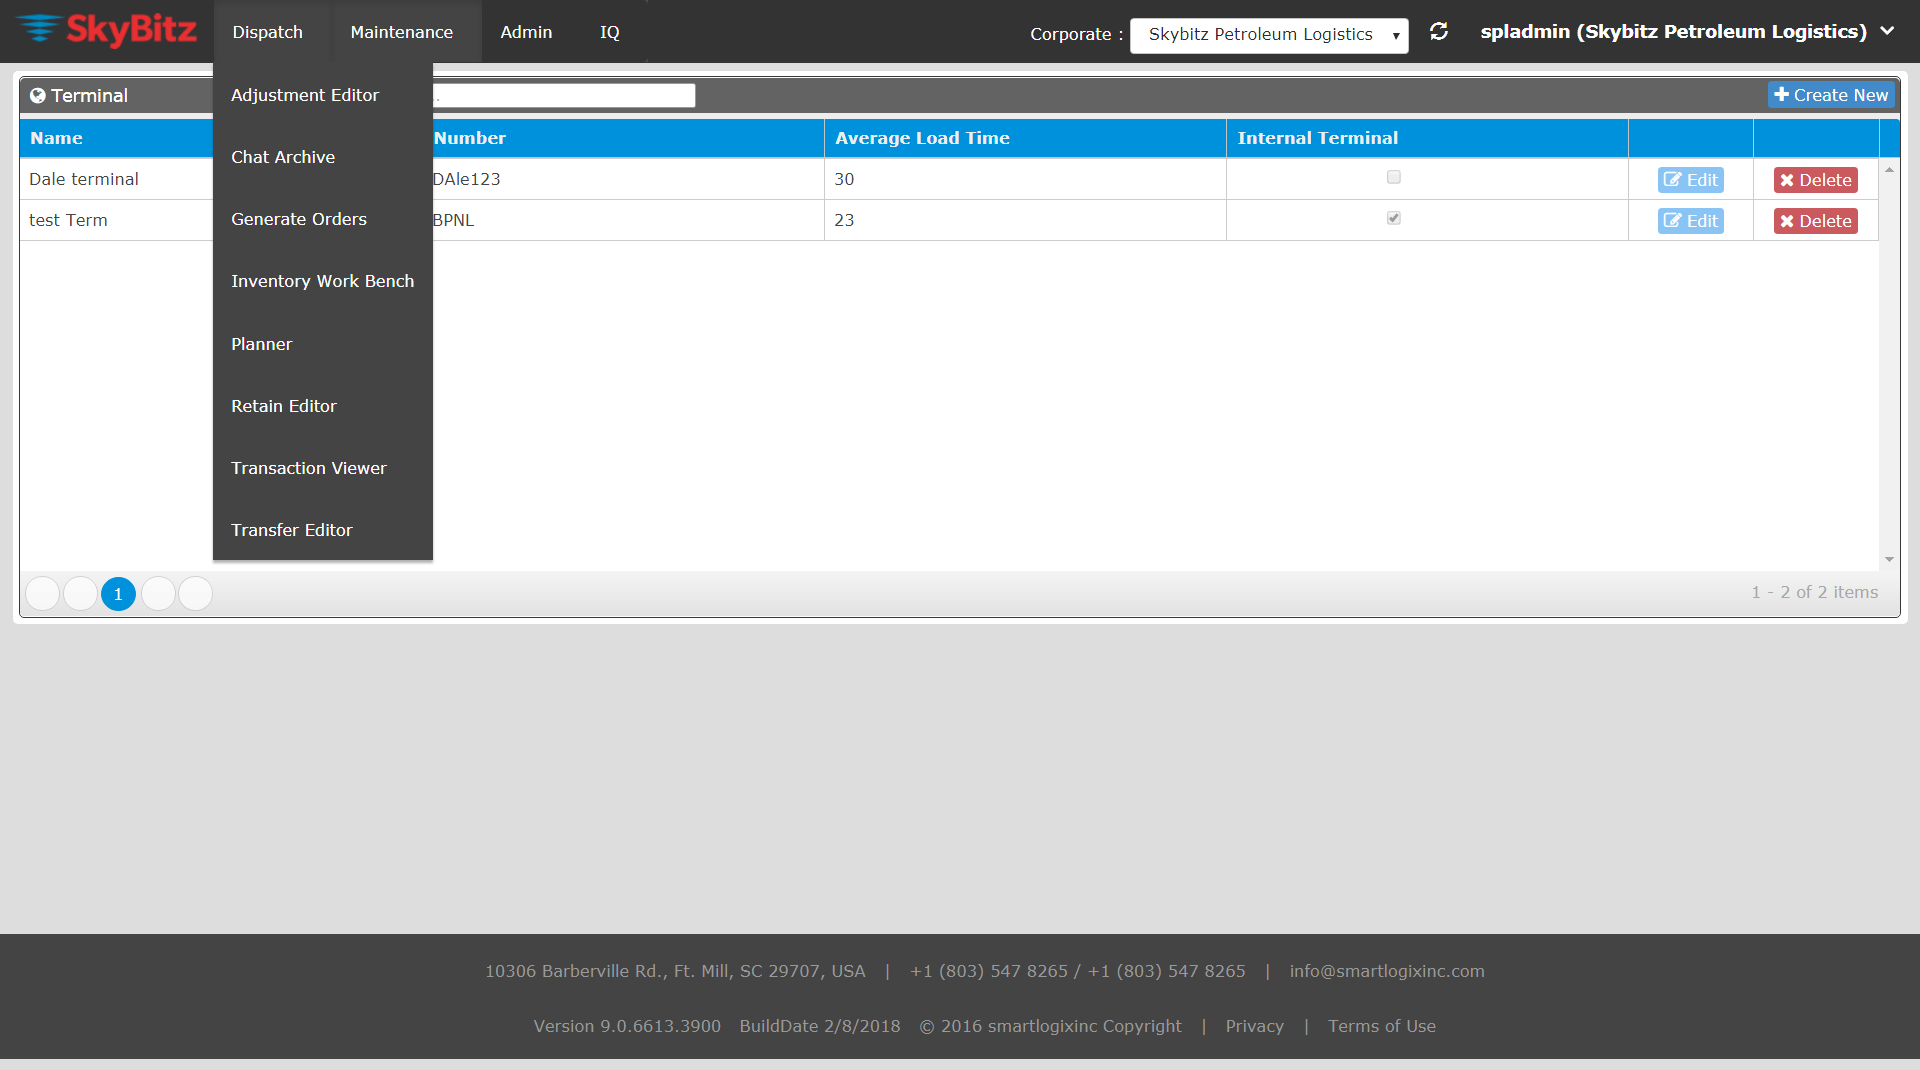 SkyBitz Dispatch Maintenance Admin IQ Corporate : Skybitz Petroleum Logistics spladmin (Skybitz Petroleum Logistics)
Terminal Create New
Adjustment Editor
Chat Archive
Generate Orders
Inventory Work Bench
Planner
Retain Editor
Transaction Viewer
Transfer Editor
Name Number Average Load Time Internal Terminal
Dale terminal DAle123 30 Edit Delete
test Term BPNL 23 Edit Delete
1 1 - 2 of 2 items
10306 Barberville Rd., Ft. Mill, SC 29707, USA | +1 (803) 547 8265 / +1 (803) 547 8265 | info@smartlogixinc.com
Version 9.0.6613.3900 BuildDate 2/8/2018 © 2016 smartlogixinc Copyright | Privacy | Terms of Use